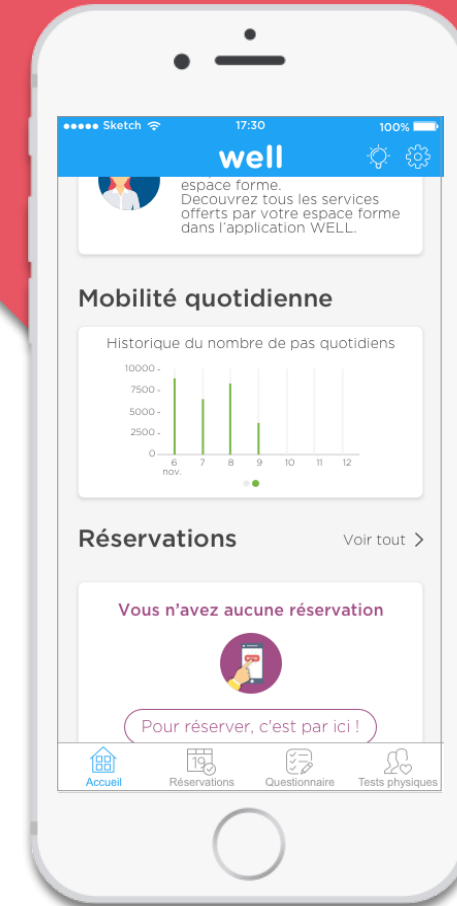 Sketch 17:30 100%
well
espace forme.
Decouvrez tous les services
offerts par votre espace forme
dans l'application WELL.
Mobilité quotidienne
Historique du nombre de pas quotidiens
10000
7500
5000
2500
0
6 7 8 9 10 11 12
nov.
Réservations Voir tout
Vous n'avez aucune réservation
Pour réserver, c'est par ici !
19
Accueil Réservations Questionnaire Tests physiques